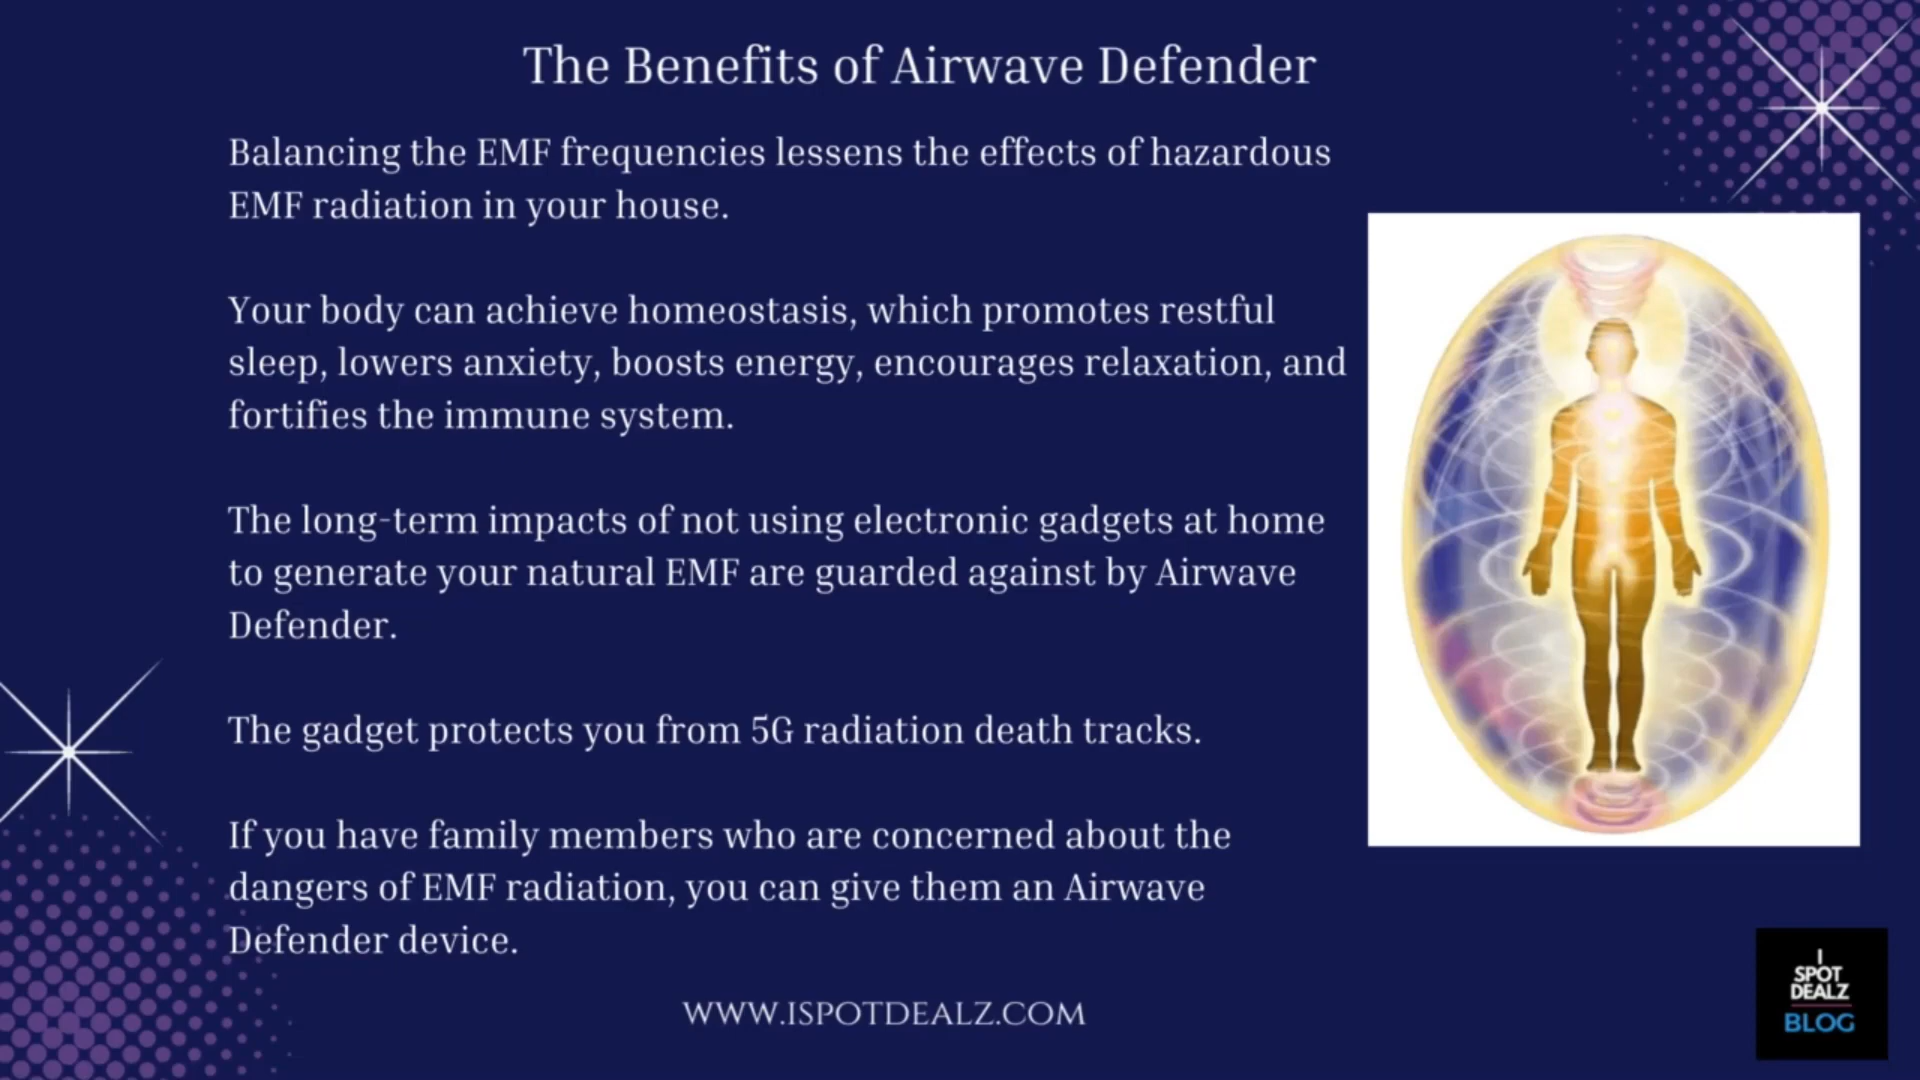 The Benefits of Airwave Defender
Balancing the EMF frequencies lessens the effects of hazardous
EMF radiation in your house.
Your body can achieve homeostasis, which promotes restful
sleep, lowers anxiety, boosts energy, encourages relaxation, and
fortifies the immune system.
The long-term impacts of not using electronic gadgets at home
to generate your natural EMF are guarded against by Airwave
Defender.
The gadget protects you from 5G radiation death tracks.
If you have family members who are concerned about the
dangers of EMF radiation, you can give them an Airwave
Defender device.
WWW.ISPOTDEALZ.COM
I
SPOT
DEALZ
BLOG